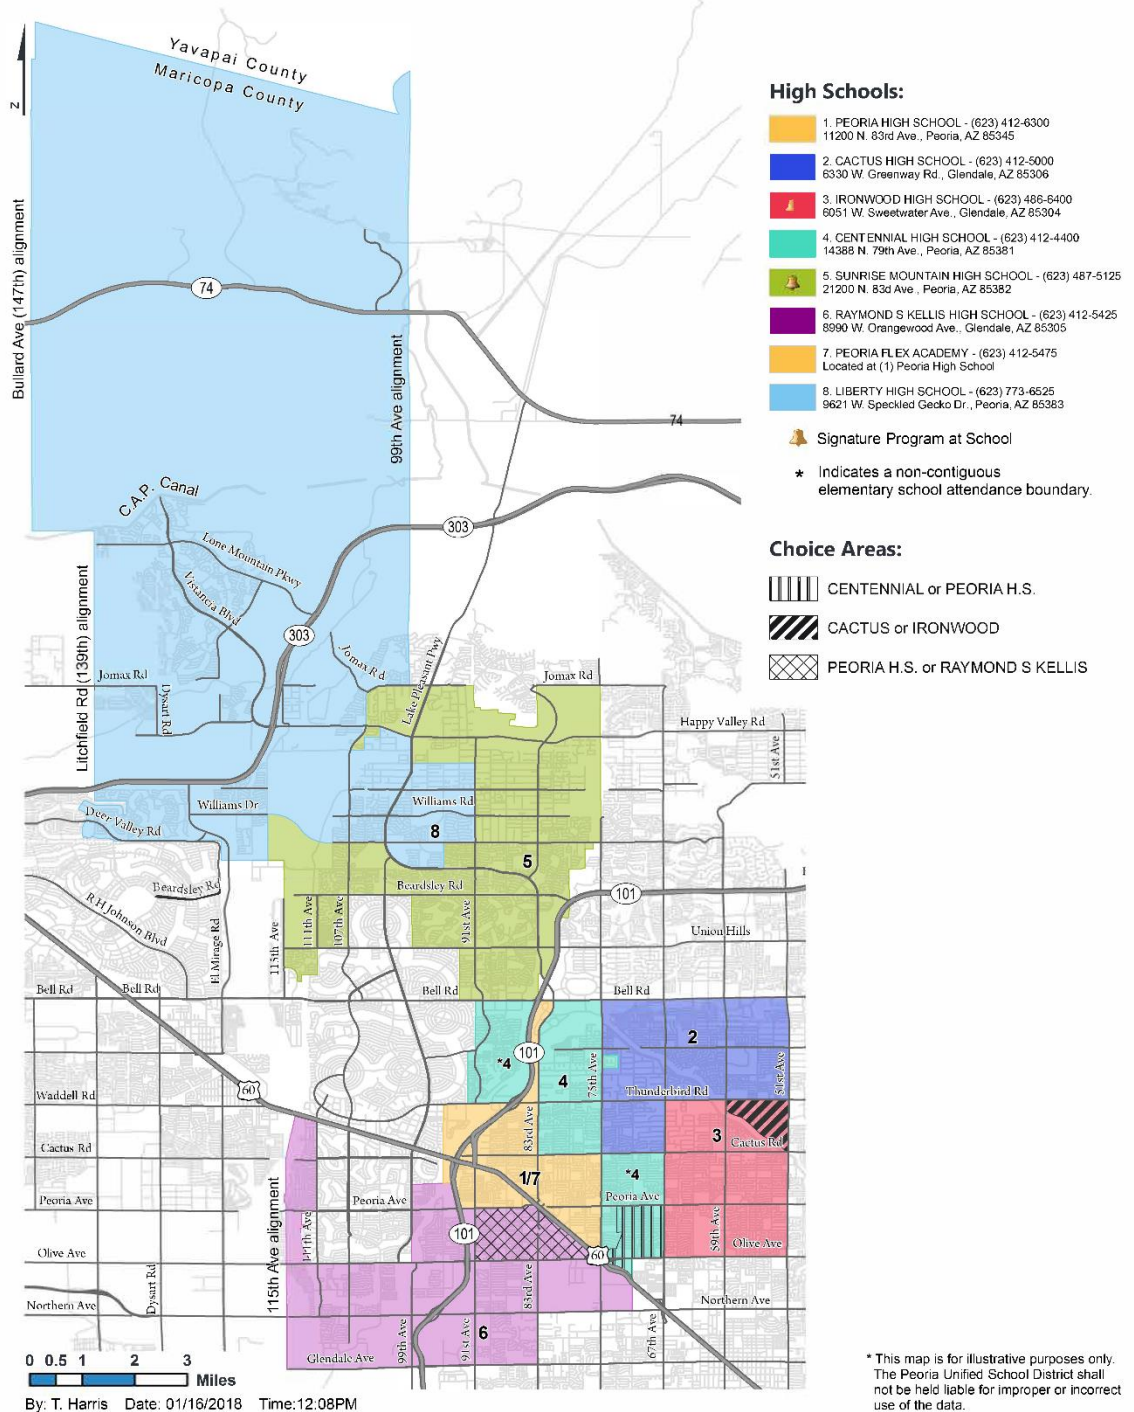 Yavapai County
Maricopa County
N
Bullard Ave (147th) alignment
74
99th Ave alignment
74
C.A.P. Canal
303
Lone Mountain Pkwy
Vistancia Blvd
Litchfield Rd (139th) alignment
303
Jomax Rd
Jomax Rd
Lake Pleasant Pwy
Jomax Rd
Dysart Rd
Happy Valley Rd
51st Ave
Williams Dr
Williams Rd
Deer Valley Rd
8
5
Beardsley Rd
Beardsley Rd
101
R H Johnson Blvd
El Mirage Rd
115th Ave
111th Ave
107th Ave
91st Ave
Union Hills
Bell Rd
Bell Rd
Bell Rd
Bell Rd
2
*4
101
4
75th Ave
51st Ave
60
Waddell Rd
Thunderbird Rd
83rd Ave
3
Cactus Rd
Cactus Rd
1/7
*4
Peoria Ave
Peoria Ave
Peoria Ave
115th Ave alignment
111th Ave
101
60
59th Ave
Olive Ave
Olive Ave
Dysart Rd
83rd Ave
Northern Ave
Northern Ave
99th Ave
91st Ave
6
67th Ave
Glendale Ave
0 0.5 1 2 3
Miles
By: T. Harris Date: 01/16/2018 Time:12:08PM
High Schools:
1. PEORIA HIGH SCHOOL - (623) 412-6300
11200 N. 83rd Ave., Peoria, AZ 85345
2. CACTUS HIGH SCHOOL - (623) 412-5000
6330 W. Greenway Rd., Glendale, AZ 85306
3. IRONWOOD HIGH SCHOOL - (623) 486-6400
6051 W. Sweetwater Ave., Glendale, AZ 85304
4. CENTENNIAL HIGH SCHOOL - (623) 412-4400
14388 N. 79th Ave., Peoria, AZ 85381
5. SUNRISE MOUNTAIN HIGH SCHOOL - (623) 487-5125
21200 N. 83d Ave., Peoria, AZ 85382
6. RAYMOND S KELLIS HIGH SCHOOL - (623) 412-5425
8990 W. Orangewood Ave., Glendale, AZ 85305
7. PEORIA FLEX ACADEMY - (623) 412-5475
Located at (1) Peoria High School
8. LIBERTY HIGH SCHOOL - (623) 773-6525
9621 W. Speckled Gecko Dr., Peoria, AZ 85383
Signature Program at School
* Indicates a non-contiguous
elementary school attendance boundary.
Choice Areas:
CENTENNIAL or PEORIA H.S.
CACTUS or IRONWOOD
PEORIA H.S. or RAYMOND S KELLIS
* This map is for illustrative purposes only.
The Peoria Unified School District shall
not be held liable for improper or incorrect
use of the data.